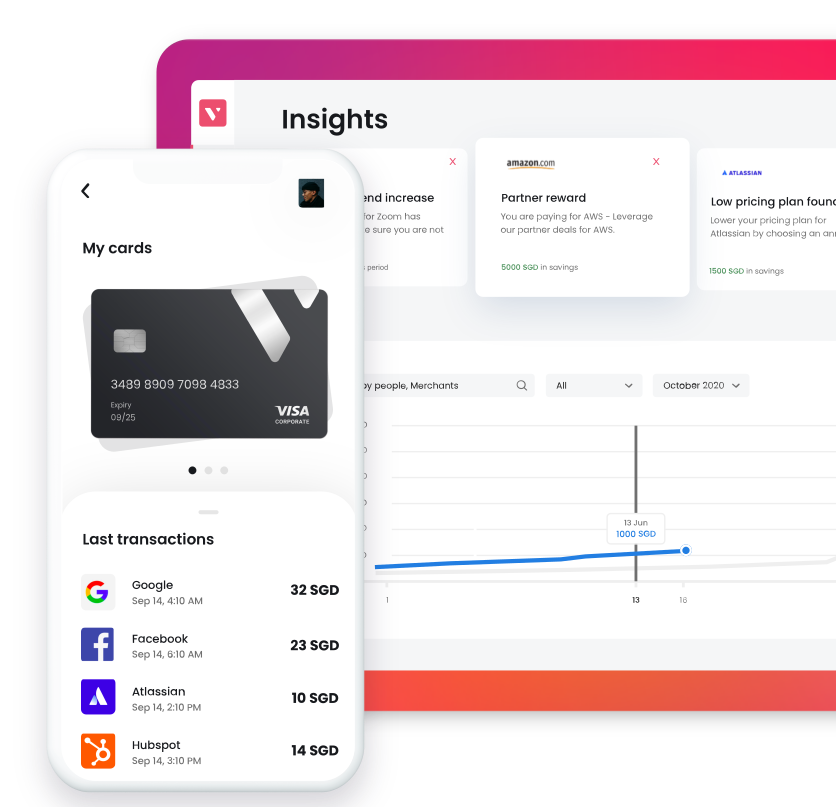 Insights
X
end increase
for Zoom has
e sure you are not
period
amazon.com
X
Partner reward
You are paying for AWS - Leverage
our partner deals for AWS.
5000 SGD in savings
ATLASSIAN
Low pricing plan found
Lower your pricing plan for
Atlassian by choosing an ann
1500 SGD in savings
by people, Merchants
All
October 2020
13 Jun
1000 SGD
1
13
16
My cards
3489 8909 7098 4833
Expiry
09/25
VISA
CORPORATE
Last transactions
Google
Sep 14, 4:10 AM
32 SGD
Facebook
Sep 14, 6:10 AM
23 SGD
Atlassian
Sep 14, 2:10 PM
10 SGD
Hubspot
Sep 14, 3:10 PM
14 SGD